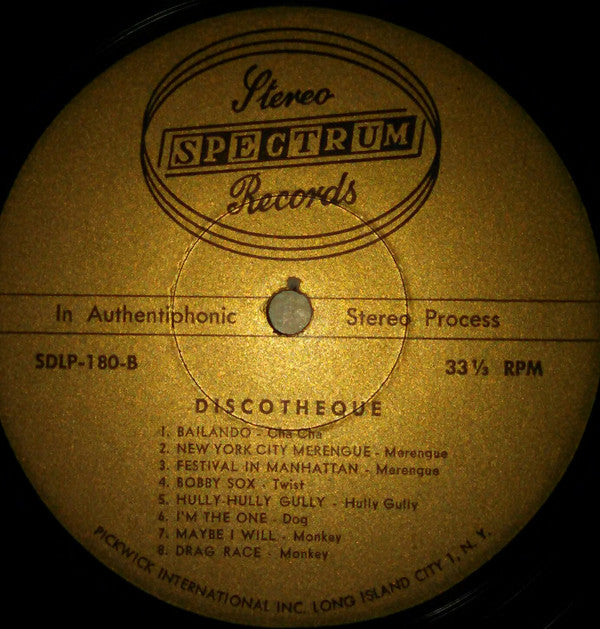 Stereo
SPECTRUM
Records
In Authentiphonic Stereo Process
SDLP-180-B 33⅓ RPM
DISCOTHEQUE
1. BAILANDO - Cha Cha
2. NEW YORK CITY MERENGUE - Merengue
3. FESTIVAL IN MANHATTAN - Merengue
4. BOBBY SOX - Twist
5. HULLY HULLY GULLY - Hully Gully
6. I'M THE ONE - Dog
7. MAYBE I WILL - Monkey
8. DRAG RACE - Monkey
PICKWICK INTERNATIONAL INC. LONG ISLAND CITY 1, N. Y.